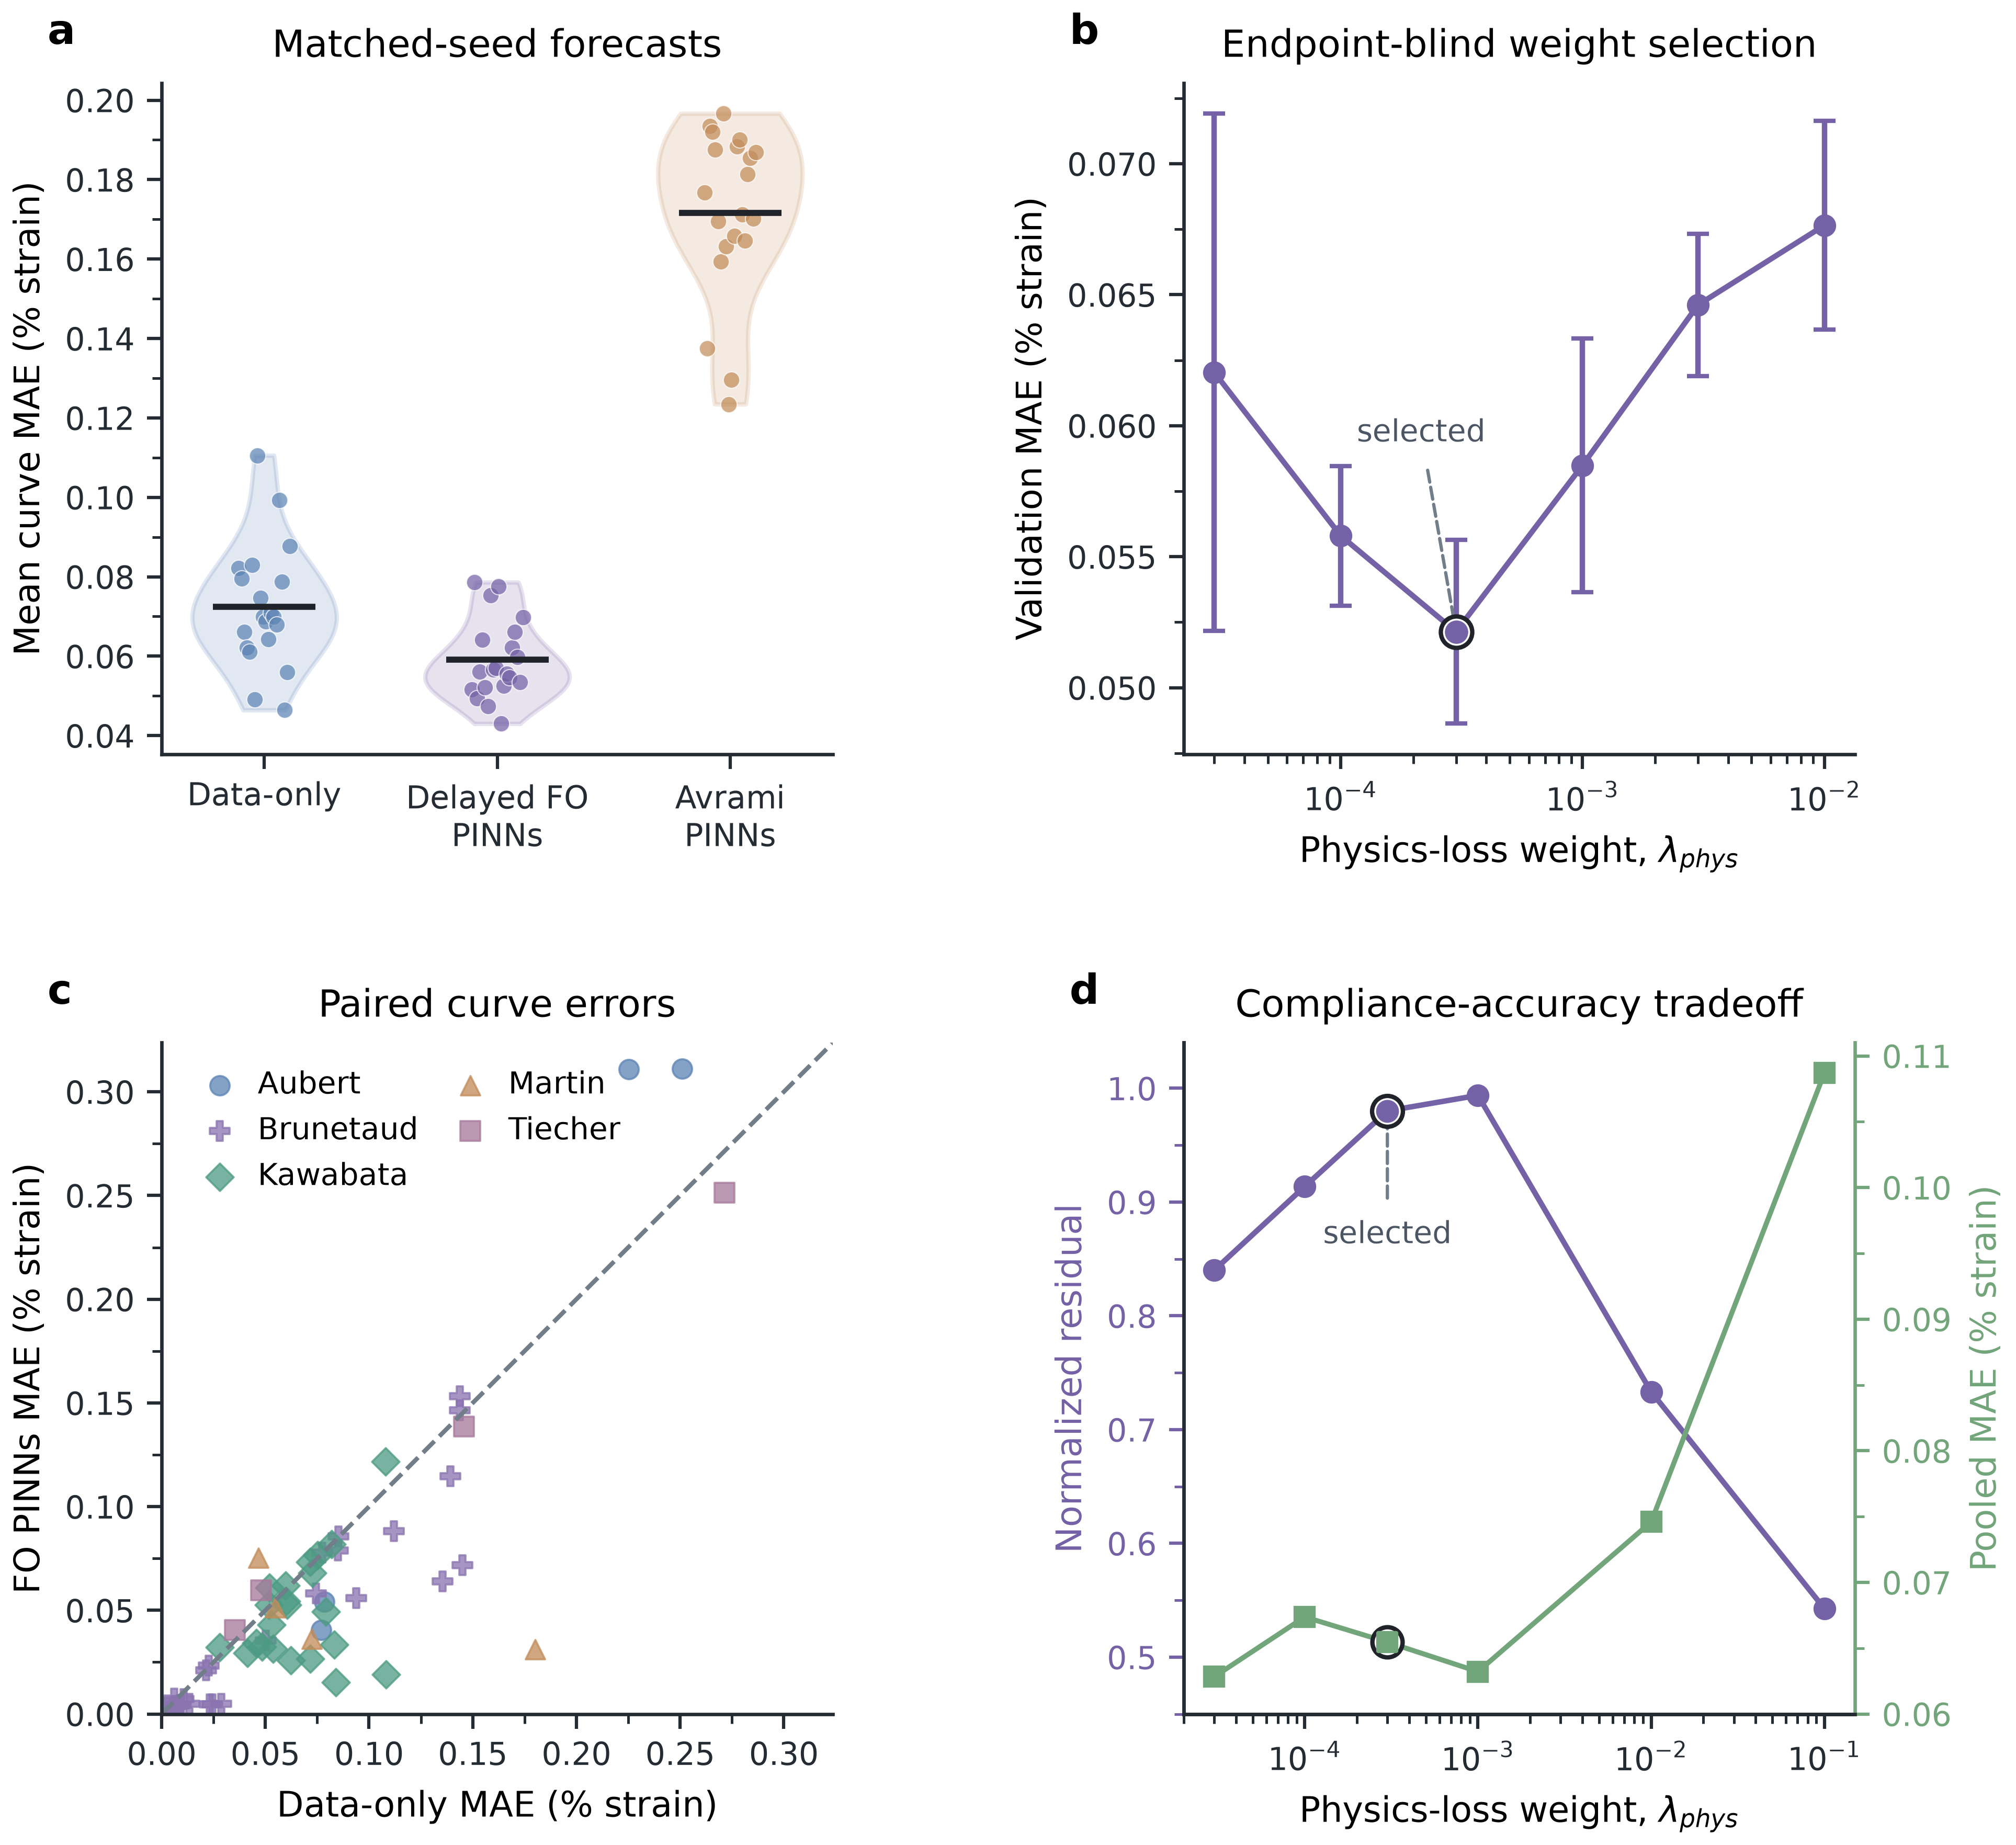 a
Matched-seed forecasts
Mean curve MAE (% strain)
0.20
0.18
0.16
0.14
0.12
0.10
0.08
0.06
0.04
Data-only
Delayed FO
PINNs
Avrami
PINNs
b
Endpoint-blind weight selection
Validation MAE (% strain)
0.070
0.065
0.060
0.055
0.050
selected
10⁻⁴
10⁻³
10⁻²
Physics-loss weight, λphys
c
Paired curve errors
FO PINNs MAE (% strain)
0.30
0.25
0.20
0.15
0.10
0.05
0.00
Aubert
Brunetaud
Kawabata
Martin
Tiecher
0.00 0.05 0.10 0.15 0.20 0.25 0.30
Data-only MAE (% strain)
d
Compliance-accuracy tradeoff
Normalized residual
1.0
0.9
0.8
0.7
0.6
0.5
selected
0.11
0.10
0.09
0.08
0.07
0.06
Pooled MAE (% strain)
10⁻⁴
10⁻³
10⁻²
10⁻¹
Physics-loss weight, λphys